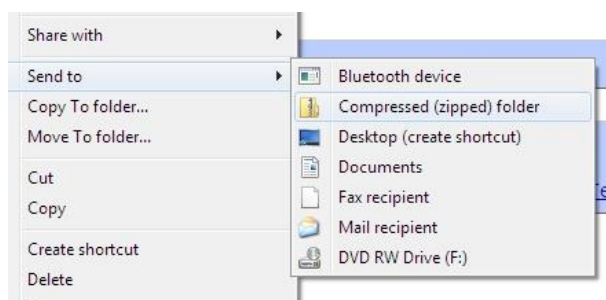 Share with
Send to
Copy To folder...
Move To folder...
Cut
Copy
Create shortcut
Delete
Bluetooth device
Compressed (zipped) folder
Desktop (create shortcut)
Documents
Fax recipient
Mail recipient
DVD RW Drive (F:)